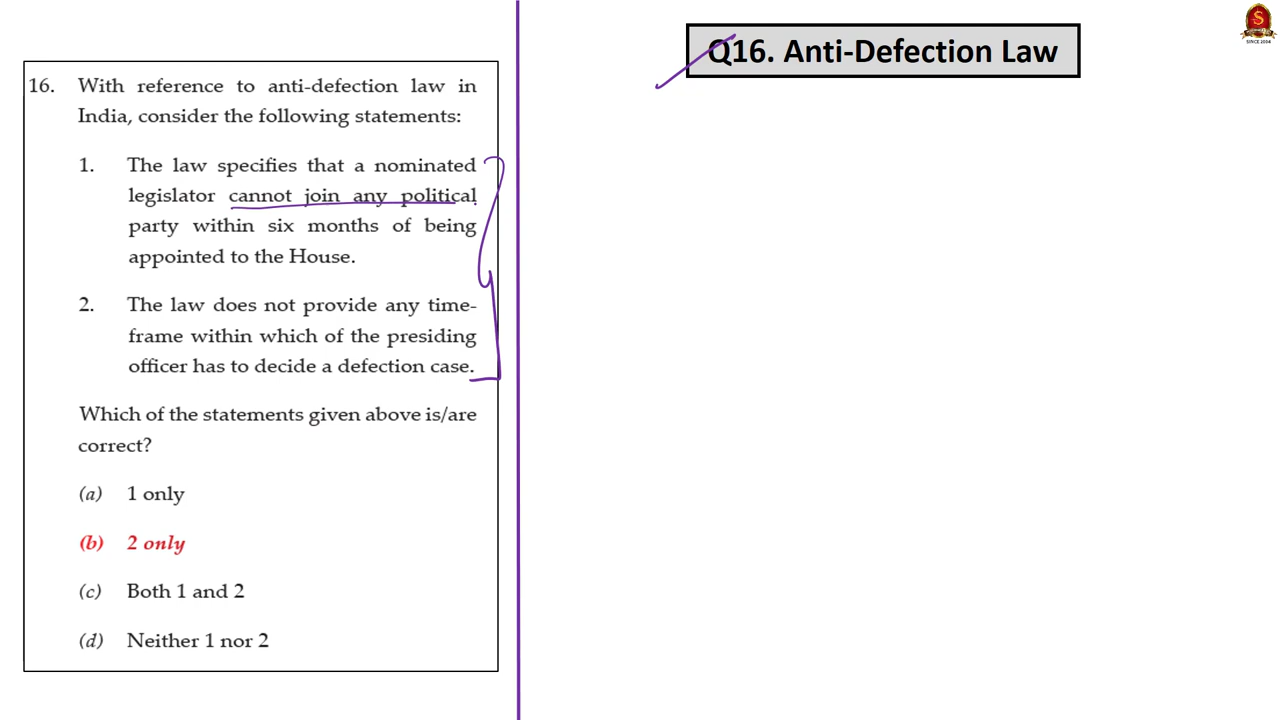 Q16. Anti-Defection Law
SINCE 2004
16. With reference to anti-defection law in
India, consider the following statements:
1. The law specifies that a nominated
legislator cannot join any political
party within six months of being
appointed to the House.
2. The law does not provide any time-
frame within which of the presiding
officer has to decide a defection case.
Which of the statements given above is/are
correct?
(a) 1 only
(b) 2 only
(c) Both 1 and 2
(d) Neither 1 nor 2